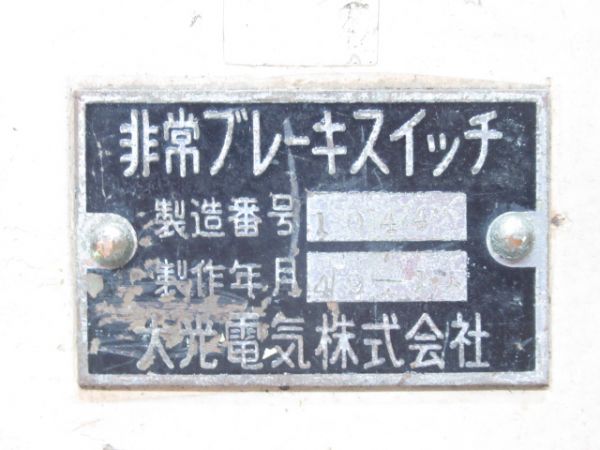 非常ブレーキスイッチ
製造番号
製作年月
大光電気株式会社